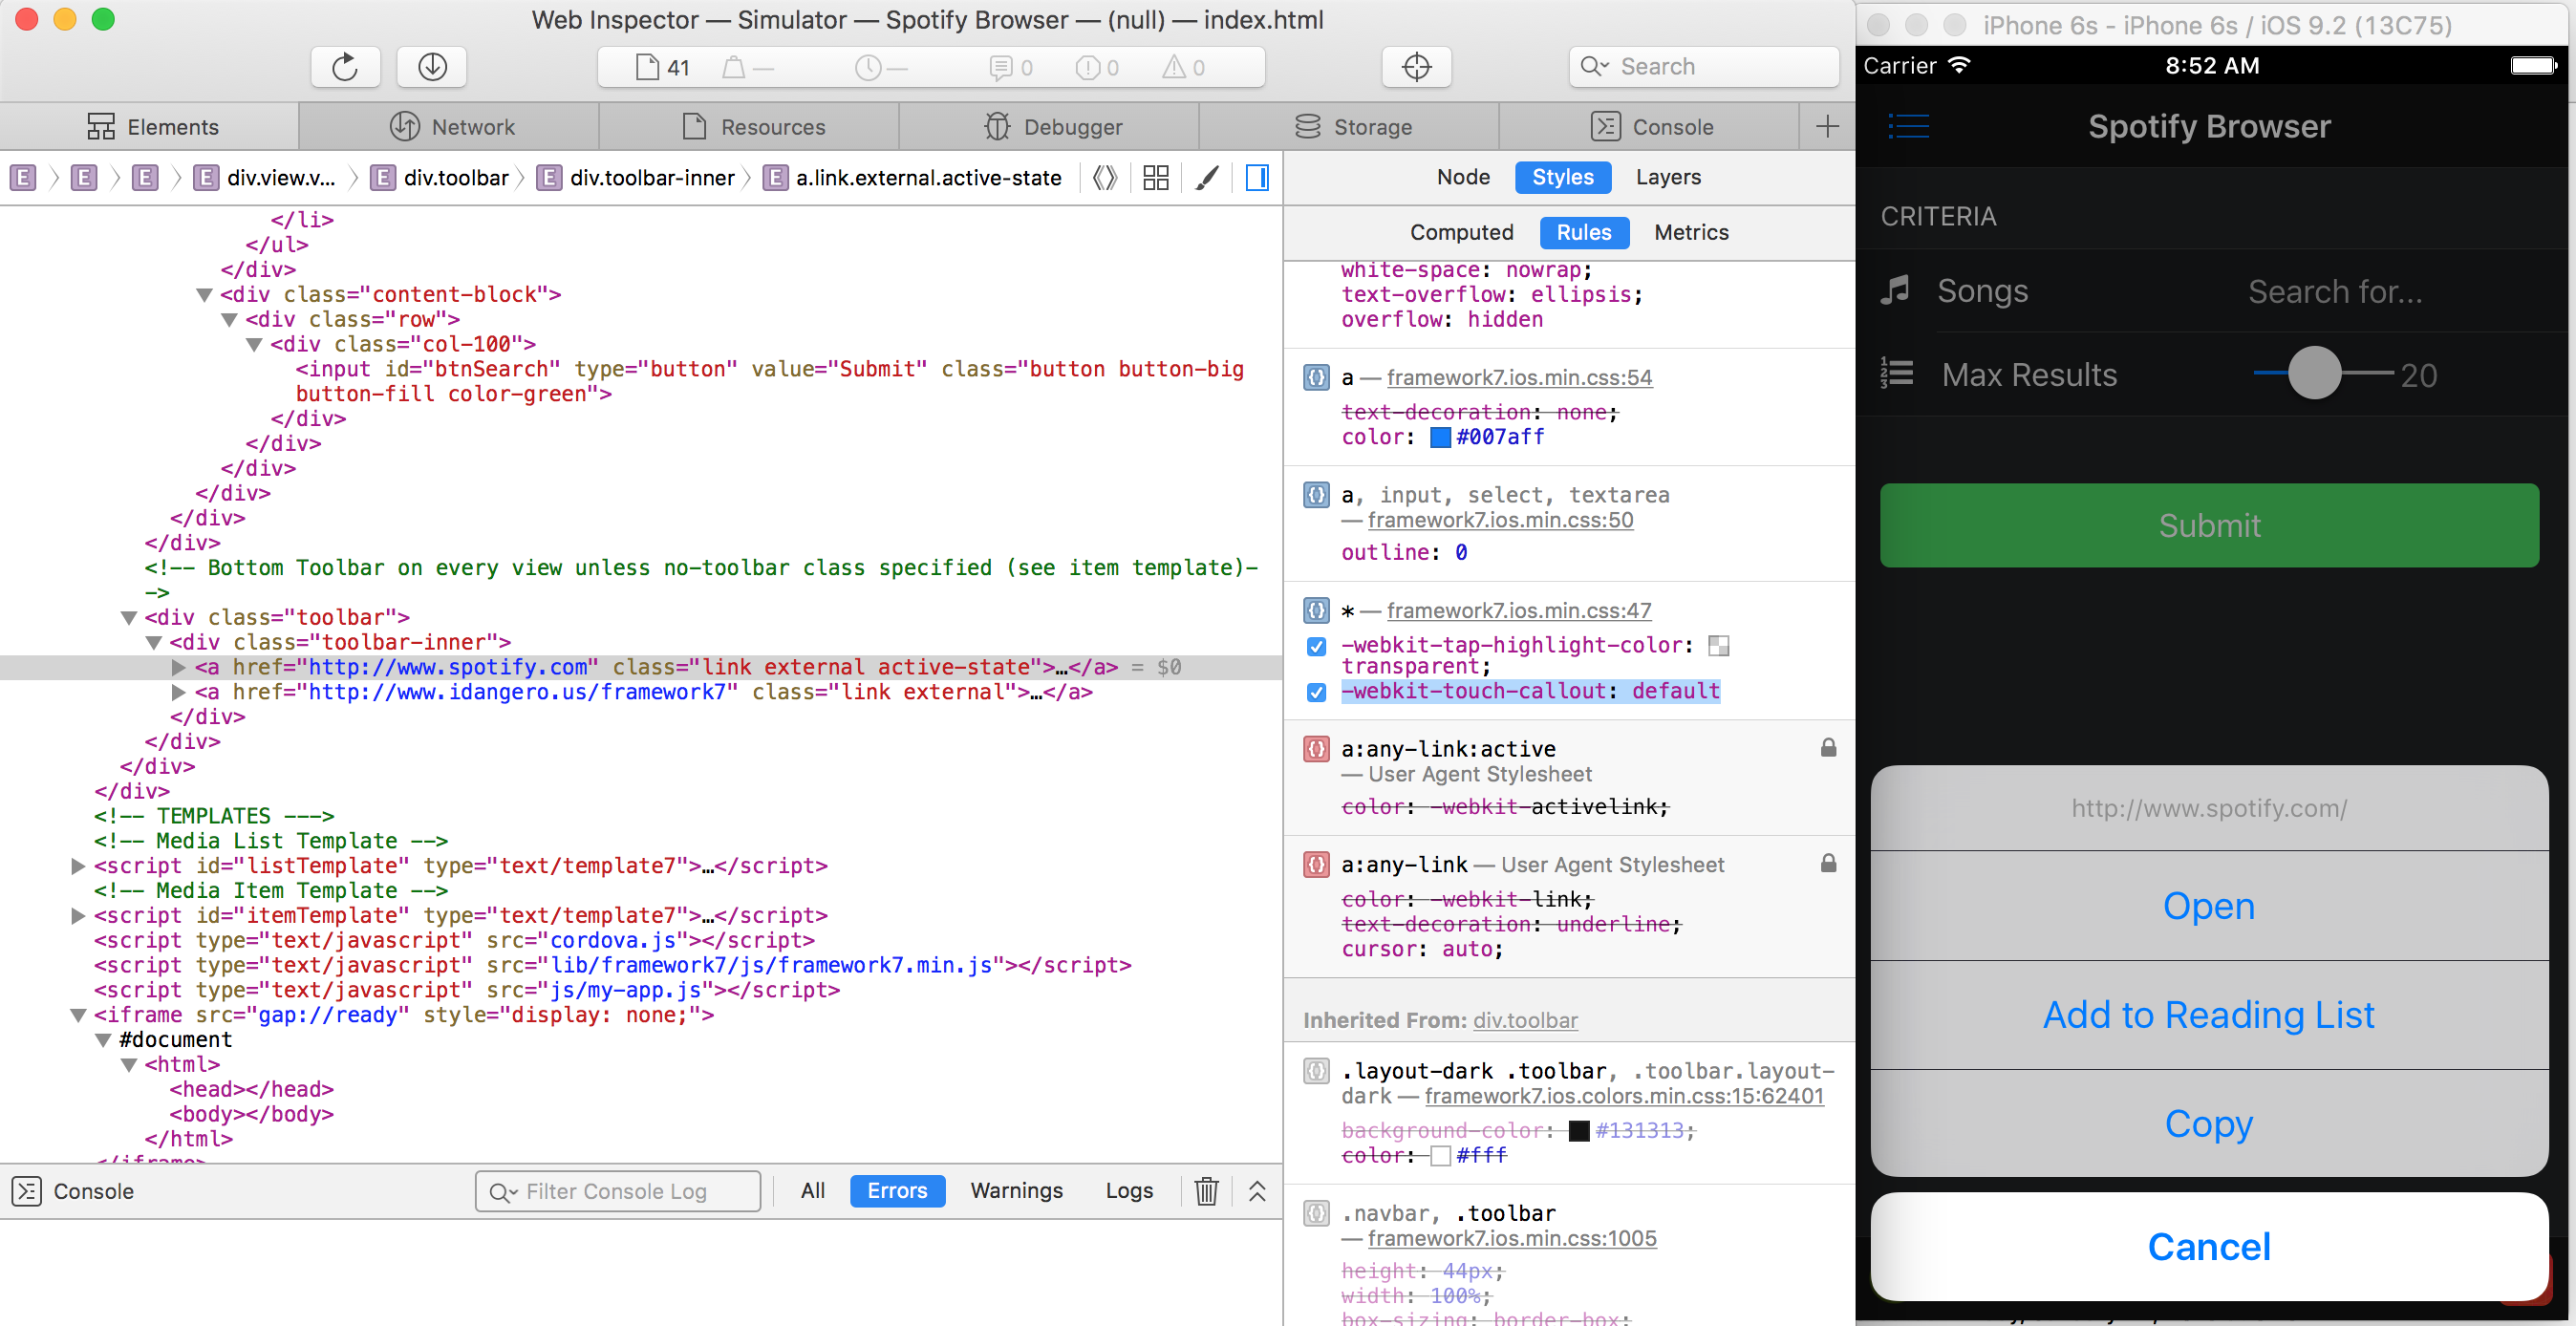 Web Inspector — Simulator — Spotify Browser — (null) — index.html
41 — — 0 0 0
Search
Elements
Network
Resources
Debugger
Storage
Console
E E E E div.view.v... E div.toolbar E div.toolbar-inner E a.link.external.active-state
</li>
</ul>
</div>
<div class="content-block">
<div class="row">
<div class="col-100">
<input id="btnSearch" type="button" value="Submit" class="button button-big
button-fill color-green">
</div>
</div>
</div>
</div>
</div>
</div>
<!-- Bottom Toolbar on every view unless no-toolbar class specified (see item template)-
->
<div class="toolbar">
<div class="toolbar-inner">
<a href="http://www.spotify.com" class="link external active-state">…</a> = $0
<a href="http://www.idangero.us/framework7" class="link external">…</a>
</div>
</div>
</div>
</div>
<!-- TEMPLATES --->
<!-- Media List Template -->
<script id="listTemplate" type="text/template7">…</script>
<!-- Media Item Template -->
<script id="itemTemplate" type="text/template7">…</script>
<script type="text/javascript" src="cordova.js"></script>
<script type="text/javascript" src="lib/framework7/js/framework7.min.js"></script>
<script type="text/javascript" src="js/my-app.js"></script>
<iframe src="gap://ready" style="display: none;">
#document
<html>
<head></head>
<body></body>
</html>
</iframe>
Console
Filter Console Log
All
Errors
Warnings
Logs
Node Styles Layers
Computed Rules Metrics
white-space: nowrap;
text-overflow: ellipsis;
overflow: hidden
a — framework7.ios.min.css:54
text-decoration: none;
color: #007aff
a, input, select, textarea
— framework7.ios.min.css:50
outline: 0
* — framework7.ios.min.css:47
-webkit-tap-highlight-color:
transparent;
-webkit-touch-callout: default
a:any-link:active
— User Agent Stylesheet
color: -webkit-activelink;
a:any-link — User Agent Stylesheet
color: -webkit-link;
text-decoration: underline;
cursor: auto;
Inherited From: div.toolbar
.layout-dark .toolbar, .toolbar.layout-
dark — framework7.ios.colors.min.css:15:62401
background-color: #131313;
color: #fff
.navbar, .toolbar
— framework7.ios.min.css:1005
height: 44px;
width: 100%;
box-sizing: border-box;
iPhone 6s - iPhone 6s / iOS 9.2 (13C75)
Carrier 8:52 AM
Spotify Browser
CRITERIA
Songs Search for...
Max Results 20
Submit
http://www.spotify.com/
Open
Add to Reading List
Copy
Cancel